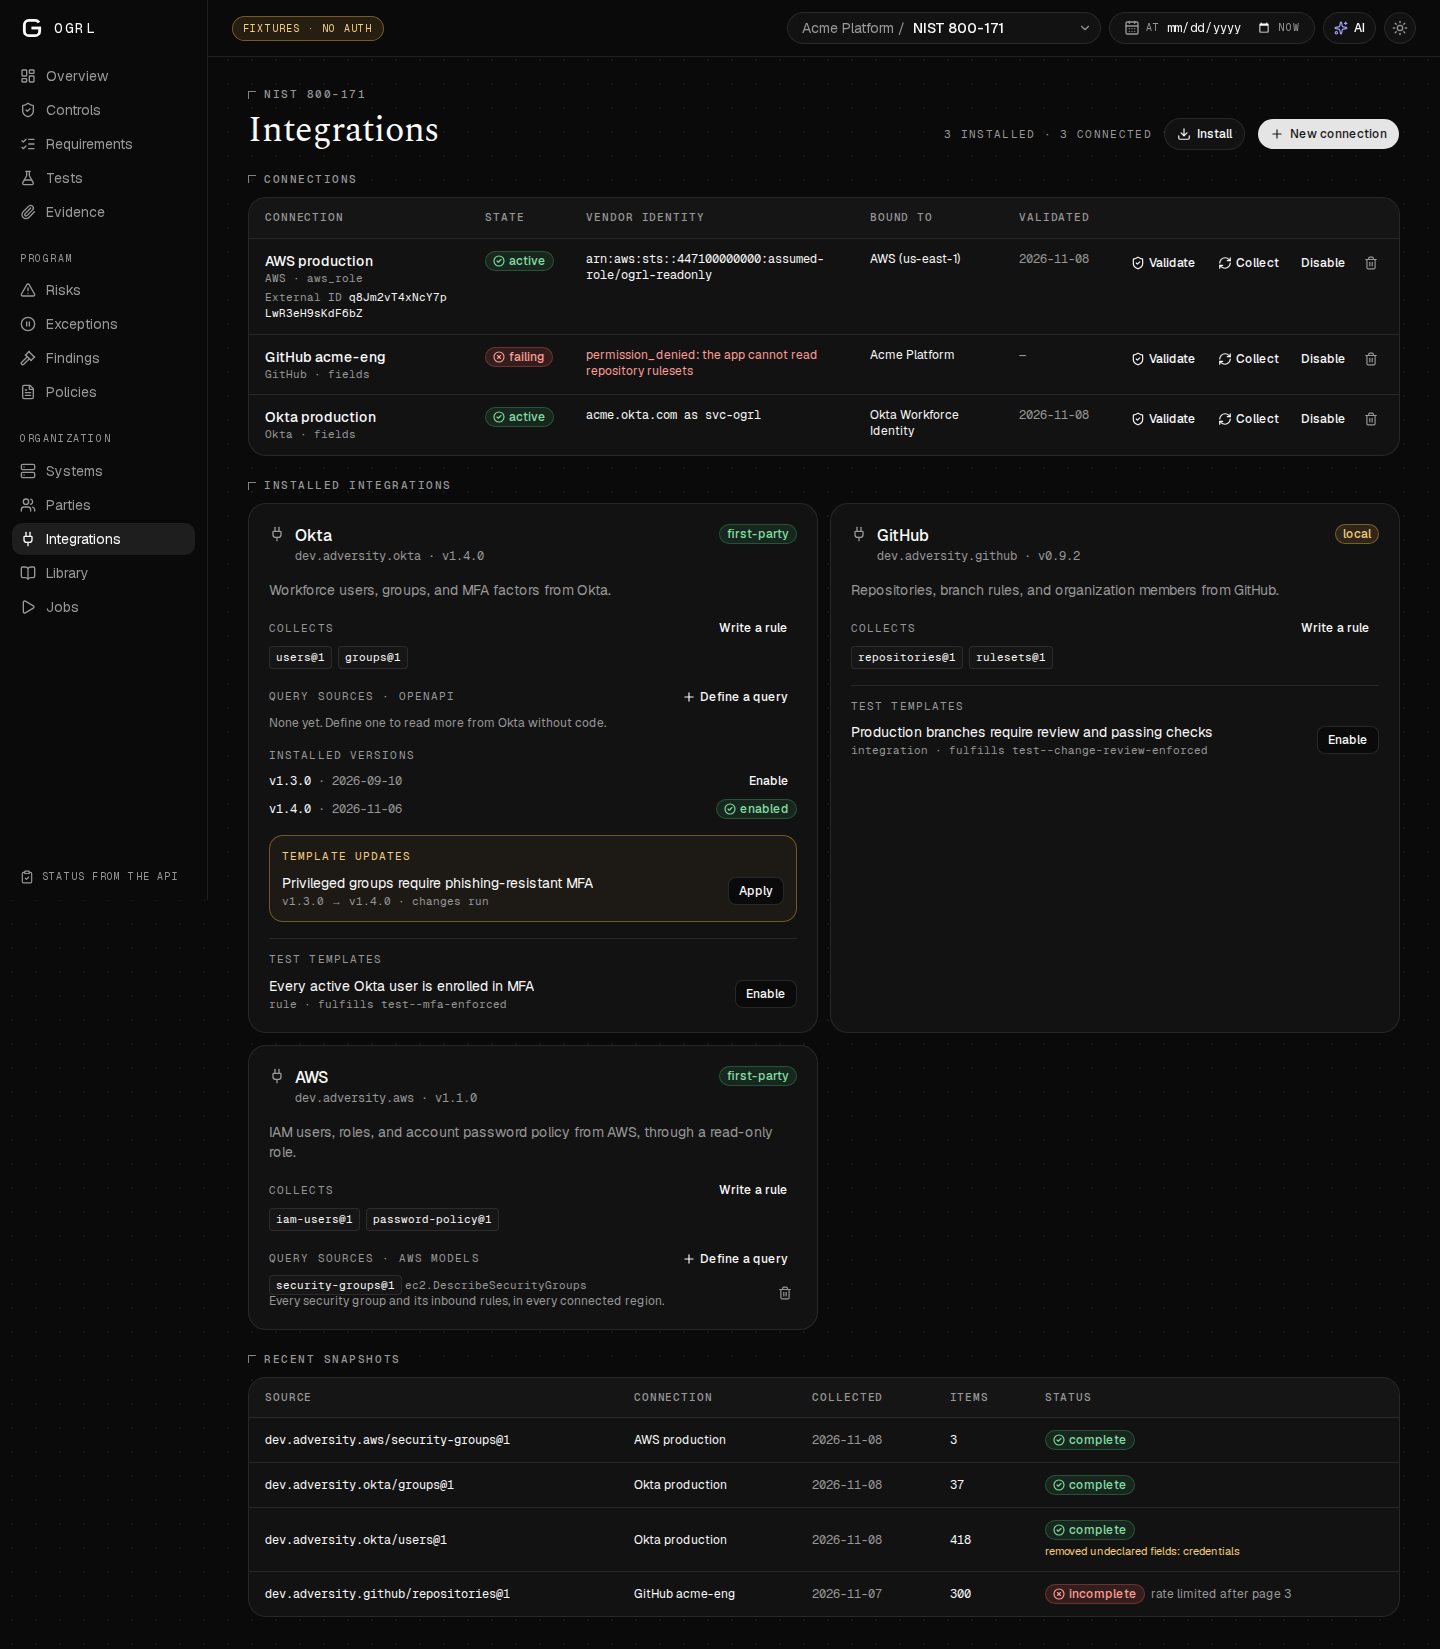 OGRL
FIXTURES · NO AUTH
Acme Platform / NIST 800-171
AT mm/dd/yyyy NOW
AI
Overview
Controls
Requirements
Tests
Evidence
PROGRAM
Risks
Exceptions
Findings
Policies
ORGANIZATION
Systems
Parties
Integrations
Library
Jobs
STATUS FROM THE API
NIST 800-171
Integrations
3 INSTALLED · 3 CONNECTED
Install
New connection
CONNECTIONS
CONNECTION STATE VENDOR IDENTITY BOUND TO VALIDATED
AWS production active arn:aws:sts::447100000000:assumed- AWS (us-east-1) 2026-11-08 Validate Collect Disable
role/ogrl-readonly
AWS · aws_role
External ID q8Jm2vT4xNcY7p
LwR3eH9sKdF6bZ
GitHub acme-eng failing permission_denied: the app cannot read Acme Platform — Validate Collect Disable
repository rulesets
GitHub · fields
Okta production active acme.okta.com as svc-ogrl Okta Workforce 2026-11-08 Validate Collect Disable
Identity
Okta · fields
INSTALLED INTEGRATIONS
Okta first-party
dev.adversity.okta · v1.4.0
Workforce users, groups, and MFA factors from Okta.
COLLECTS Write a rule
users@1 groups@1
QUERY SOURCES · OPENAPI Define a query
None yet. Define one to read more from Okta without code.
INSTALLED VERSIONS
v1.3.0 · 2026-09-10 Enable
v1.4.0 · 2026-11-06 enabled
TEMPLATE UPDATES
Privileged groups require phishing-resistant MFA
v1.3.0 → v1.4.0 · changes run
Apply
TEST TEMPLATES
Every active Okta user is enrolled in MFA
rule · fulfills test--mfa-enforced
Enable
GitHub local
dev.adversity.github · v0.9.2
Repositories, branch rules, and organization members from GitHub.
COLLECTS Write a rule
repositories@1 rulesets@1
TEST TEMPLATES
Production branches require review and passing checks
integration · fulfills test--change-review-enforced
Enable
AWS first-party
dev.adversity.aws · v1.1.0
IAM users, roles, and account password policy from AWS, through a read-only
role.
COLLECTS Write a rule
iam-users@1 password-policy@1
QUERY SOURCES · AWS MODELS Define a query
security-groups@1 ec2.DescribeSecurityGroups
Every security group and its inbound rules, in every connected region.
RECENT SNAPSHOTS
SOURCE CONNECTION COLLECTED ITEMS STATUS
dev.adversity.aws/security-groups@1 AWS production 2026-11-08 3 complete
dev.adversity.okta/groups@1 Okta production 2026-11-08 37 complete
dev.adversity.okta/users@1 Okta production 2026-11-08 418 complete
removed undeclared fields: credentials
dev.adversity.github/repositories@1 GitHub acme-eng 2026-11-07 300 incomplete rate limited after page 3